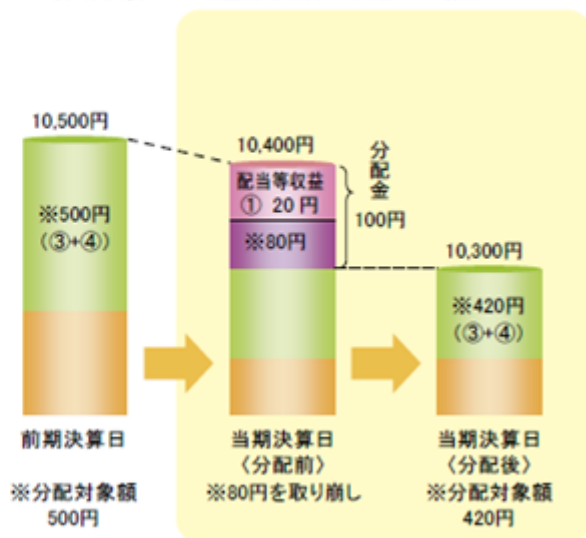 10,500円
※500円
(③+④)
前期決算日
※分配対象額
500円
10,400円
配当等収益
① 20円
※80円
分配金
100円
当期決算日
〈分配前〉
※80円を取り崩し
10,300円
※420円
(③+④)
当期決算日
〈分配後〉
※分配対象額
420円